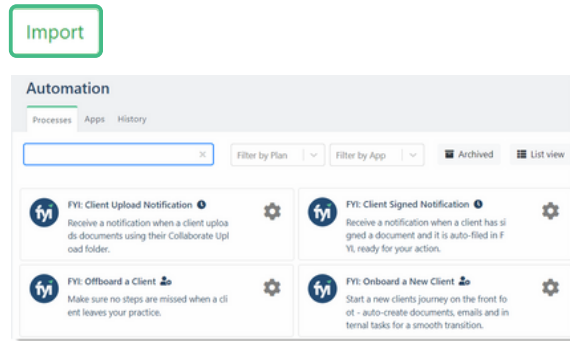 Import
Automation
Processes Apps History
Filter by Plan Filter by App Archived List view
fyi FYI: Client Upload Notification
Receive a notification when a client uploa
ds documents using their Collaborate Upl
oad folder.
fyi FYI: Client Signed Notification
Receive a notification when a client has si
gned a document and it is auto-filed in F
YI, ready for your action.
fyi FYI: Offboard a Client
Make sure no steps are missed when a cli
ent leaves your practice.
fyi FYI: Onboard a New Client
Start a new clients journey on the front fo
ot - auto-create documents, emails and in
ternal tasks for a smooth transition.